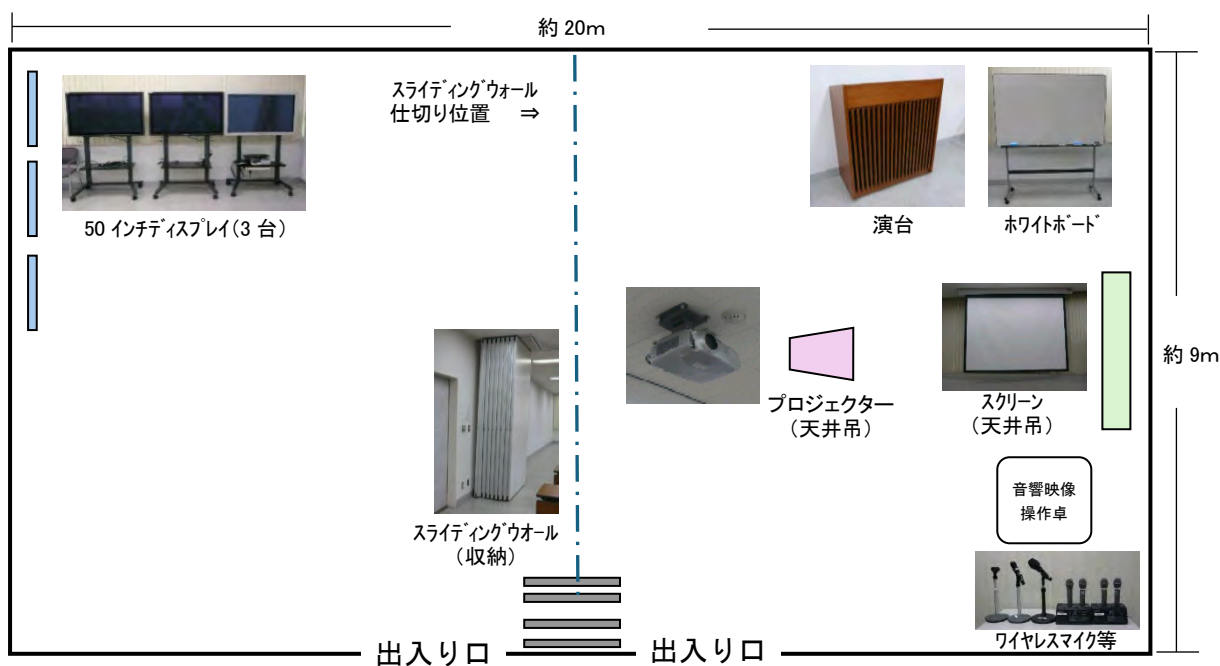 約 20m
スライディングウォール
仕切り位置 ⇒
50 インチディスプレイ(3 台)
演台
ホワイトボード
約 9m
プロジェクター
(天井吊)
スクリーン
(天井吊)
音響映像
操作卓
スライディングウオール
(収納)
ワイヤレスマイク等
出入り口
出入り口